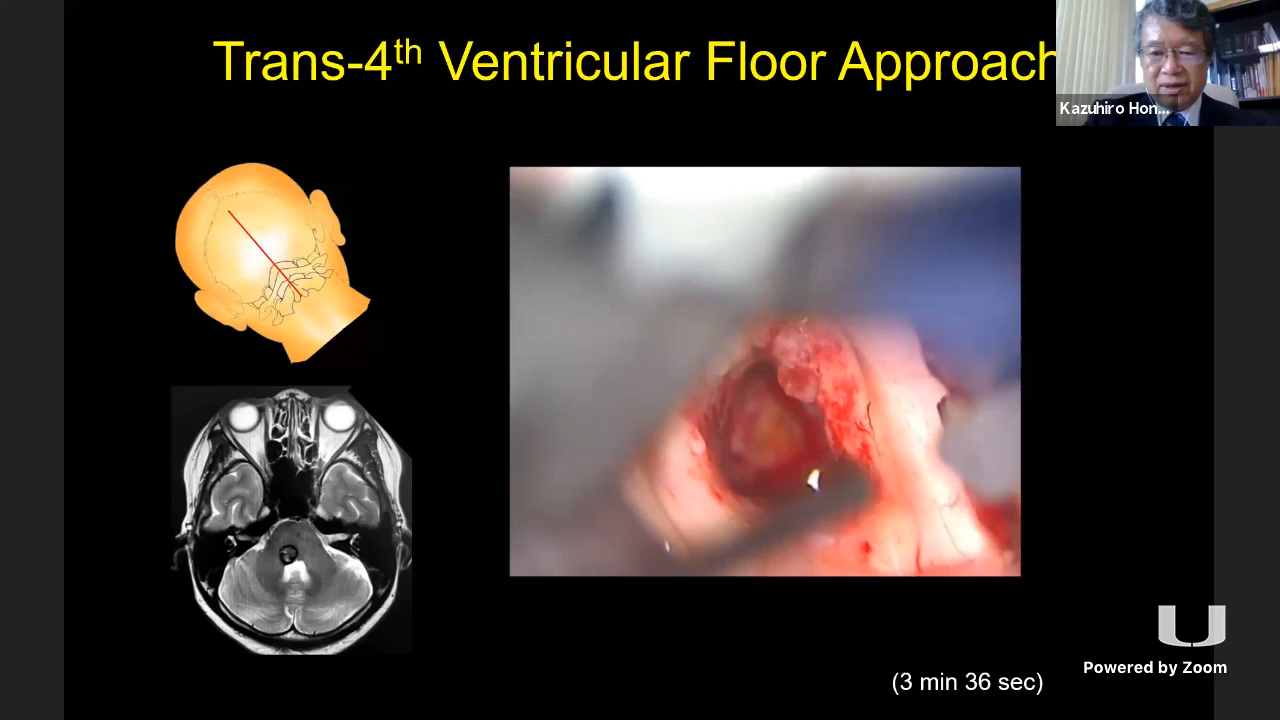 Trans-4th Ventricular Floor Approach
Kazuhiro Hon...
(3 min 36 sec)
U
Powered by Zoom